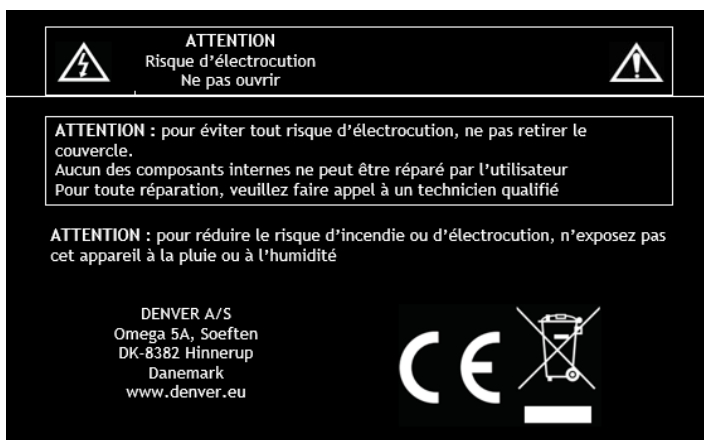 ATTENTION
Risque d’électrocution
Ne pas ouvrir
ATTENTION : pour éviter tout risque d’électrocution, ne pas retirer le
couvercle.
Aucun des composants internes ne peut être réparé par l’utilisateur
Pour toute réparation, veuillez faire appel à un technicien qualifié
ATTENTION : pour réduire le risque d’incendie ou d’électrocution, n’exposez pas
cet appareil à la pluie ou à l’humidité
DENVER A/S
Omega 5A, Soeften
DK-8382 Hinnerup
Danemark
www.denver.eu
CE